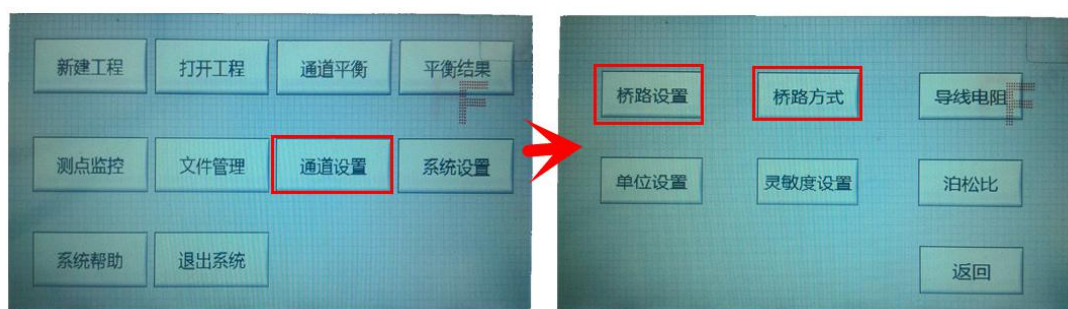 新建工程 打开工程 通道平衡 平衡结果
测点监控 文件管理 通道设置 系统设置
系统帮助 退出系统
桥路设置 桥路方式 导线电阻
单位设置 灵敏度设置 泊松比
返回